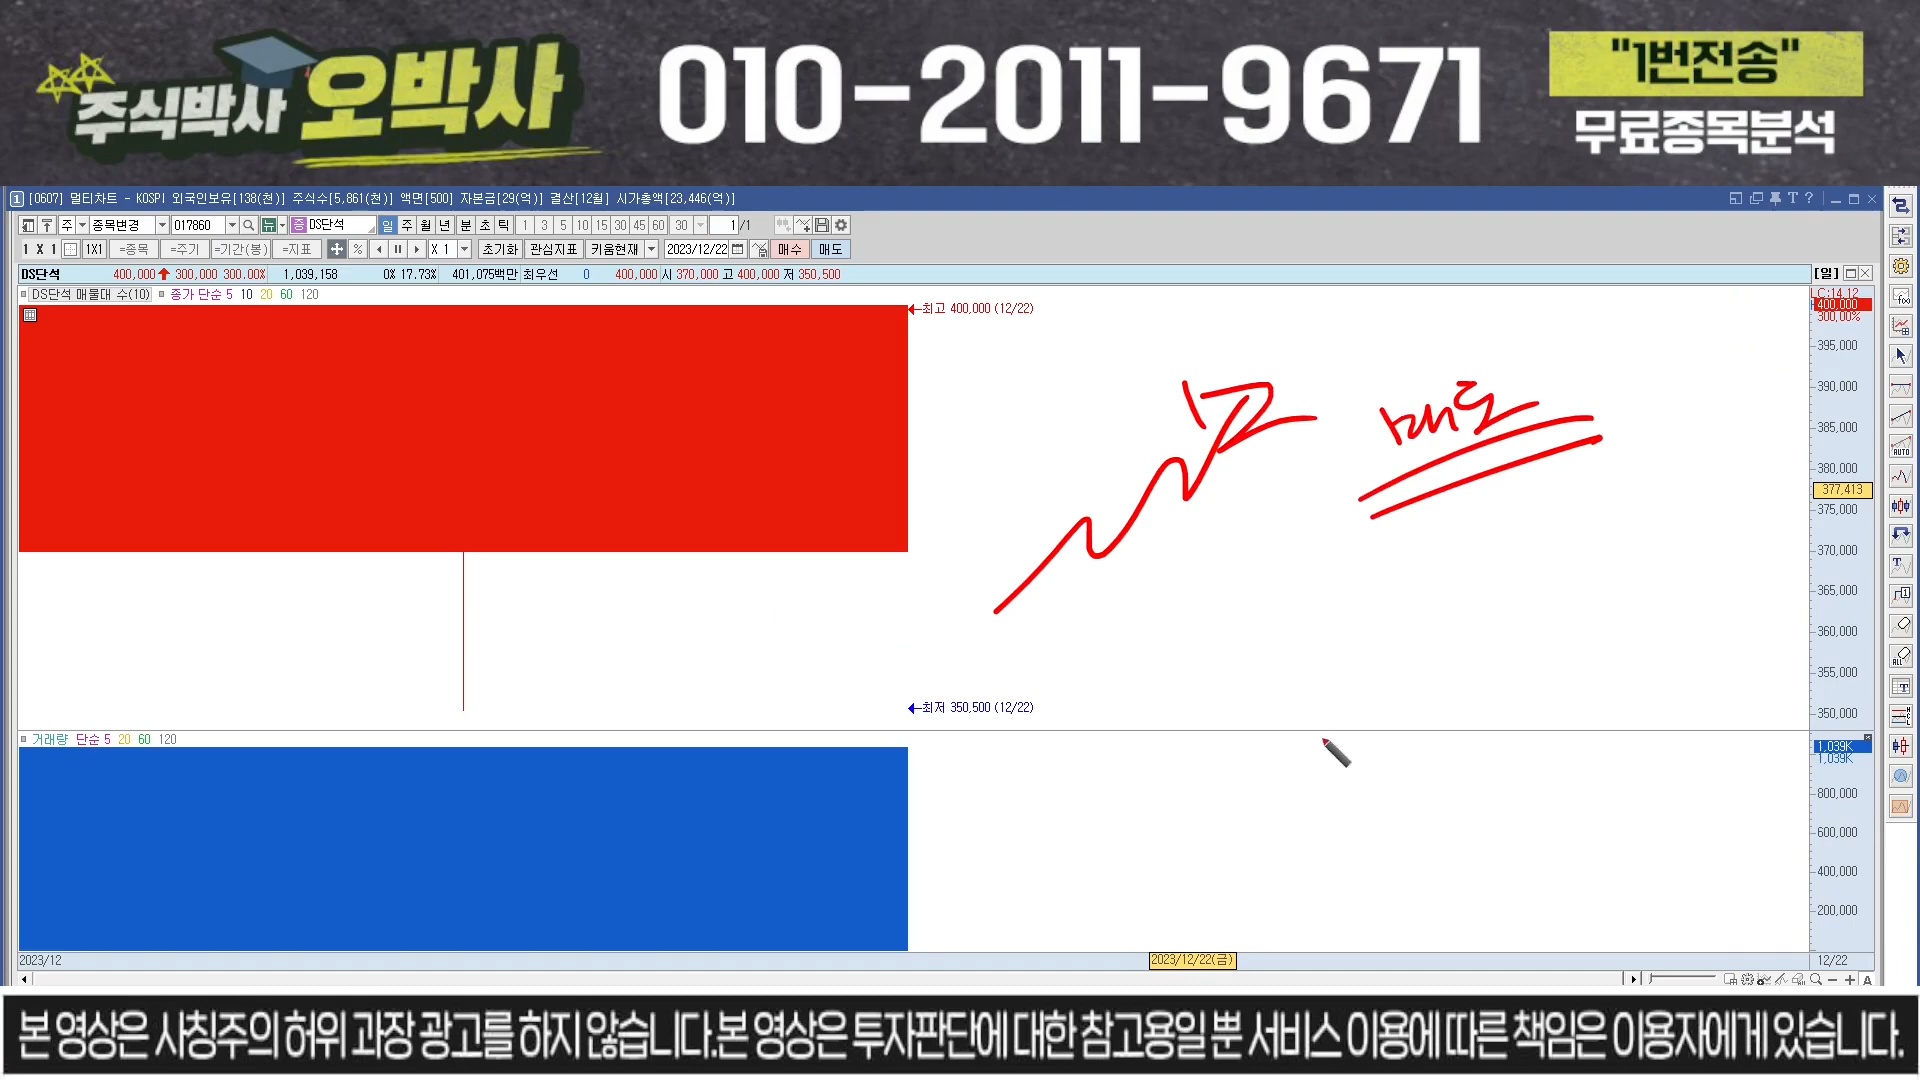 주식박사 오박사
010-2011-9671
"1번전송"
무료종목분석
1 [0607] 멀티차트 - KOSPI 외국인보유[138(천)] 주식수[5,861(천)] 액면[500] 자본금[29(억)] 결산[12월] 시가총액[23,446(억)]
주 종목변경 017860 뉴 증 DS단석 일 주 월 년 분 초 틱 1 3 5 10 15 30 45 60 30 1 /1
1 X 1 1X1 =종목 =주기 =기간(봉) =지표 % X 1 초기화 관심지표 키움현재 2023/12/22 매수 매도
DS단석 400,000 300,000 300.00% 1,039,158 0% 17.73% 401,075백만 최우선 0 400,000 시 370,000 고 400,000 저 350,500 [일]
DS단석 매물대 수(10) 종가 단순 5 10 20 60 120
LC:14.12
400,000
300.00%
최고 400,000 (12/22)
395,000
390,000
385,000
380,000
377,413
375,000
370,000
365,000
360,000
355,000
350,000
매도
최저 350,500 (12/22)
거래량 단순 5 20 60 120
1,039K
1,039K
800,000
600,000
400,000
200,000
2023/12 2023/12/22(금) 12/22
A
AUTO
ALL
본 영상은 사칭주의 허위 과장 광고를 하지 않습니다.본 영상은 투자판단에 대한 참고용일 뿐 서비스 이용에 따른 책임은 이용자에게 있습니다.